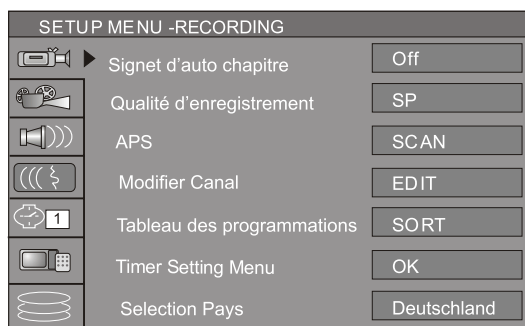 SETUP MENU -RECORDING
Signet d'auto chapitre Off
Qualité d'enregistrement SP
APS SCAN
Modifier Canal EDIT
1
Tableau des programmations SORT
Timer Setting Menu OK
Selection Pays Deutschland